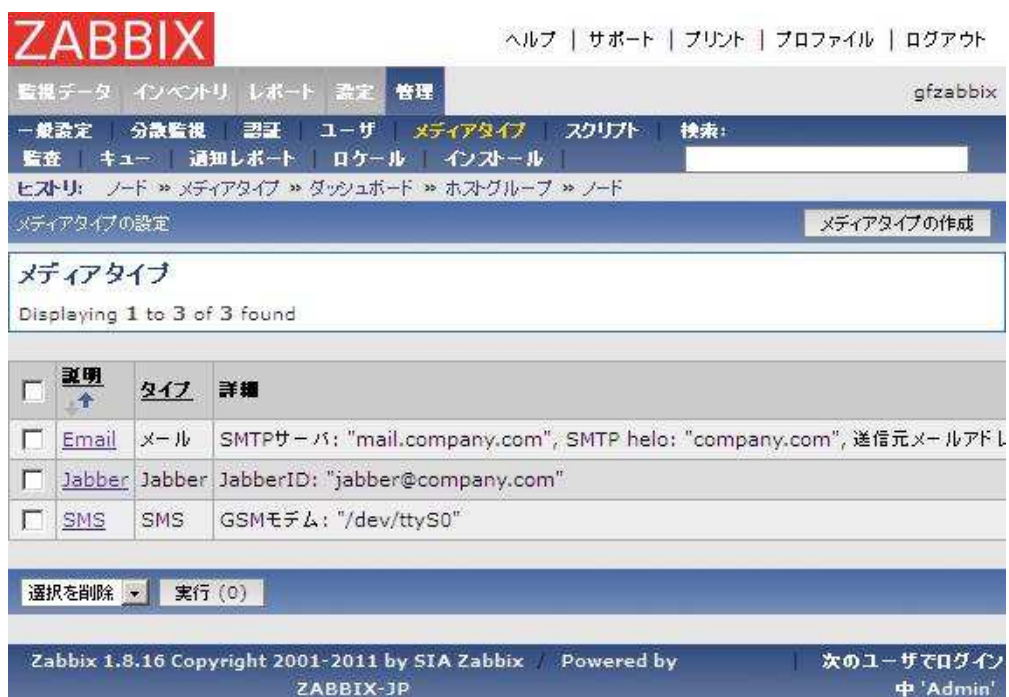 ZABBIX
ヘルプ | サポート | プリント | プロファイル | ログアウト
監視データ インベントリ レポート 設定 管理 gfzabbix
一般設定 | 分散監視 | 認証 | ユーザ | メディアタイプ | スクリプト | 検索:
監査 | キュー | 通知レポート | ロケール | インストール |
ヒストリ: ノード » メディアタイプ » ダッシュボード » ホストグループ » ノード
メディアタイプの設定 メディアタイプの作成
メディアタイプ
Displaying 1 to 3 of 3 found
説明 タイプ 詳細
Email メール SMTPサーバ: "mail.company.com", SMTP helo: "company.com", 送信元メールアドレ
Jabber Jabber JabberID: "jabber@company.com"
SMS SMS GSMモデム: "/dev/ttyS0"
選択を削除 実行 (0)
Zabbix 1.8.16 Copyright 2001-2011 by SIA Zabbix / Powered by | 次のユーザでログイン
ZABBIX-JP 中 'Admin'